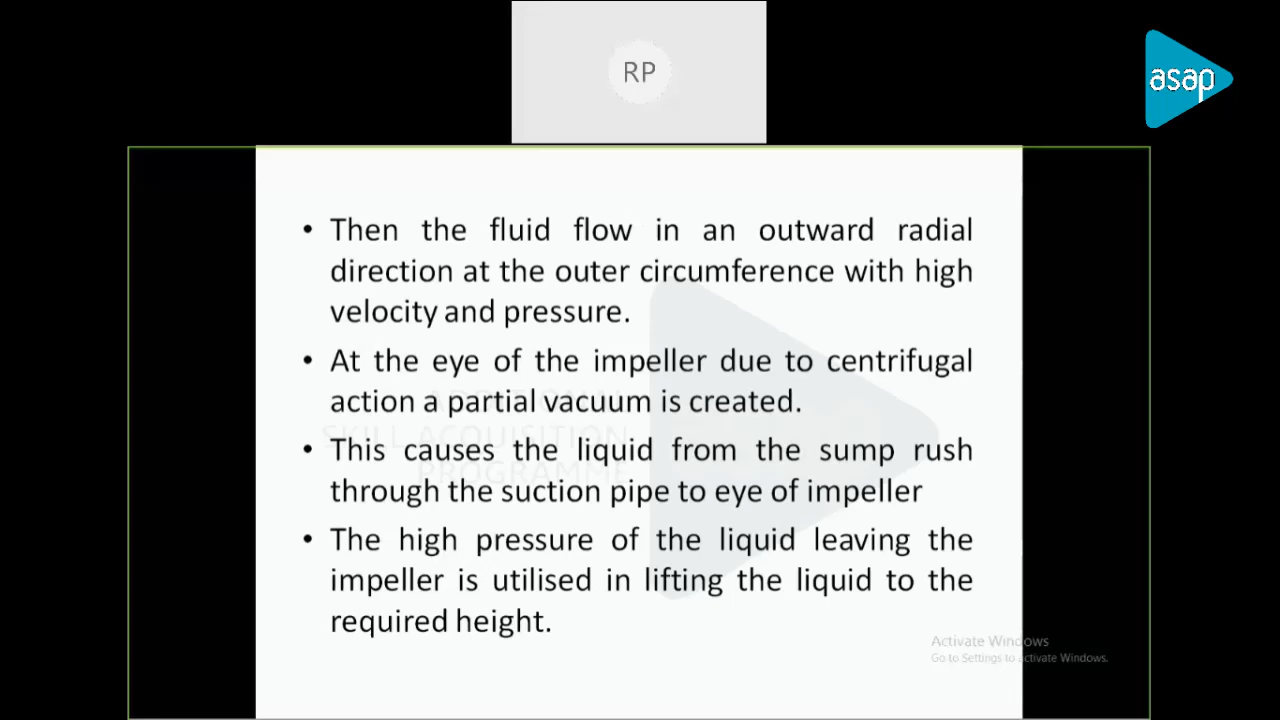 RP
asap
• Then the fluid flow in an outward radial
direction at the outer circumference with high
velocity and pressure.
• At the eye of the impeller due to centrifugal
action a partial vacuum is created.
• This causes the liquid from the sump rush
through the suction pipe to eye of impeller
• The high pressure of the liquid leaving the
impeller is utilised in lifting the liquid to the
required height.
SKILL ACQUISITION
PROGRAMME
Activate Windows
Go to Settings to activate Windows.